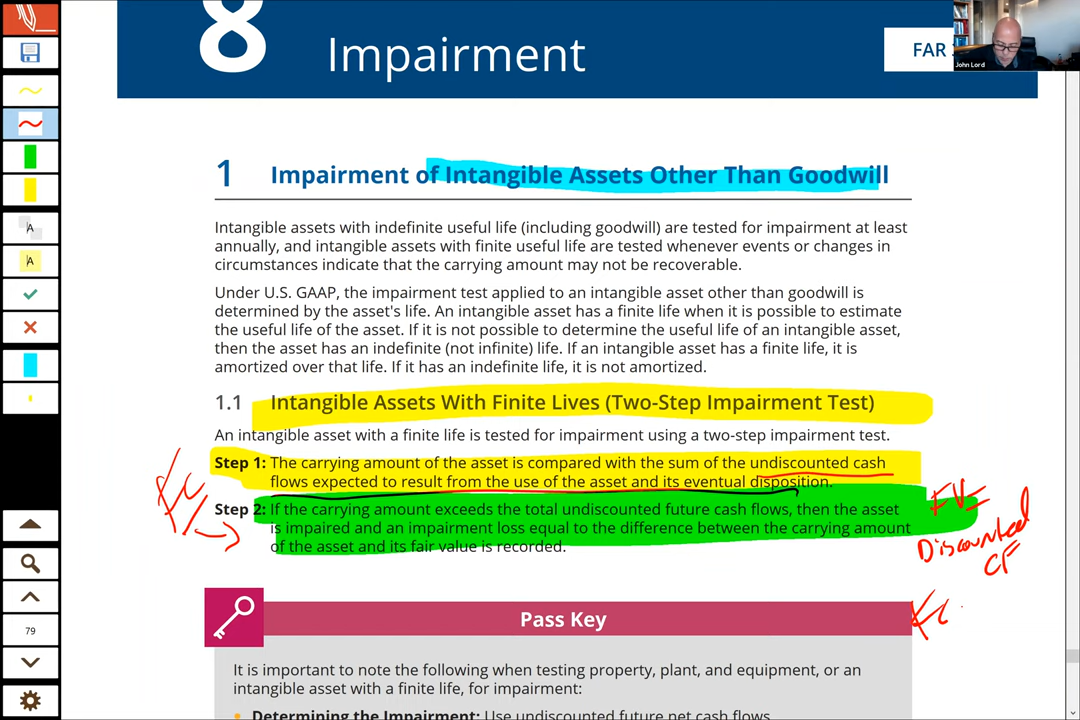 8
Impairment
FAR
John Lord
1 Impairment of Intangible Assets Other Than Goodwill
Intangible assets with indefinite useful life (including goodwill) are tested for impairment at least
annually, and intangible assets with finite useful life are tested whenever events or changes in
circumstances indicate that the carrying amount may not be recoverable.
Under U.S. GAAP, the impairment test applied to an intangible asset other than goodwill is
determined by the asset's life. An intangible asset has a finite life when it is possible to estimate
the useful life of the asset. If it is not possible to determine the useful life of an intangible asset,
then the asset has an indefinite (not infinite) life. If an intangible asset has a finite life, it is
amortized over that life. If it has an indefinite life, it is not amortized.
1.1 Intangible Assets With Finite Lives (Two-Step Impairment Test)
An intangible asset with a finite life is tested for impairment using a two-step impairment test.
Step 1: The carrying amount of the asset is compared with the sum of the undiscounted cash
flows expected to result from the use of the asset and its eventual disposition.
Step 2: If the carrying amount exceeds the total undiscounted future cash flows, then the asset
is impaired and an impairment loss equal to the difference between the carrying amount
of the asset and its fair value is recorded.
FV=
Discounted
CF
Pass Key
It is important to note the following when testing property, plant, and equipment, or an
intangible asset with a finite life, for impairment:
• Determining the Impairment: Use undiscounted future net cash flows.
A
A
79